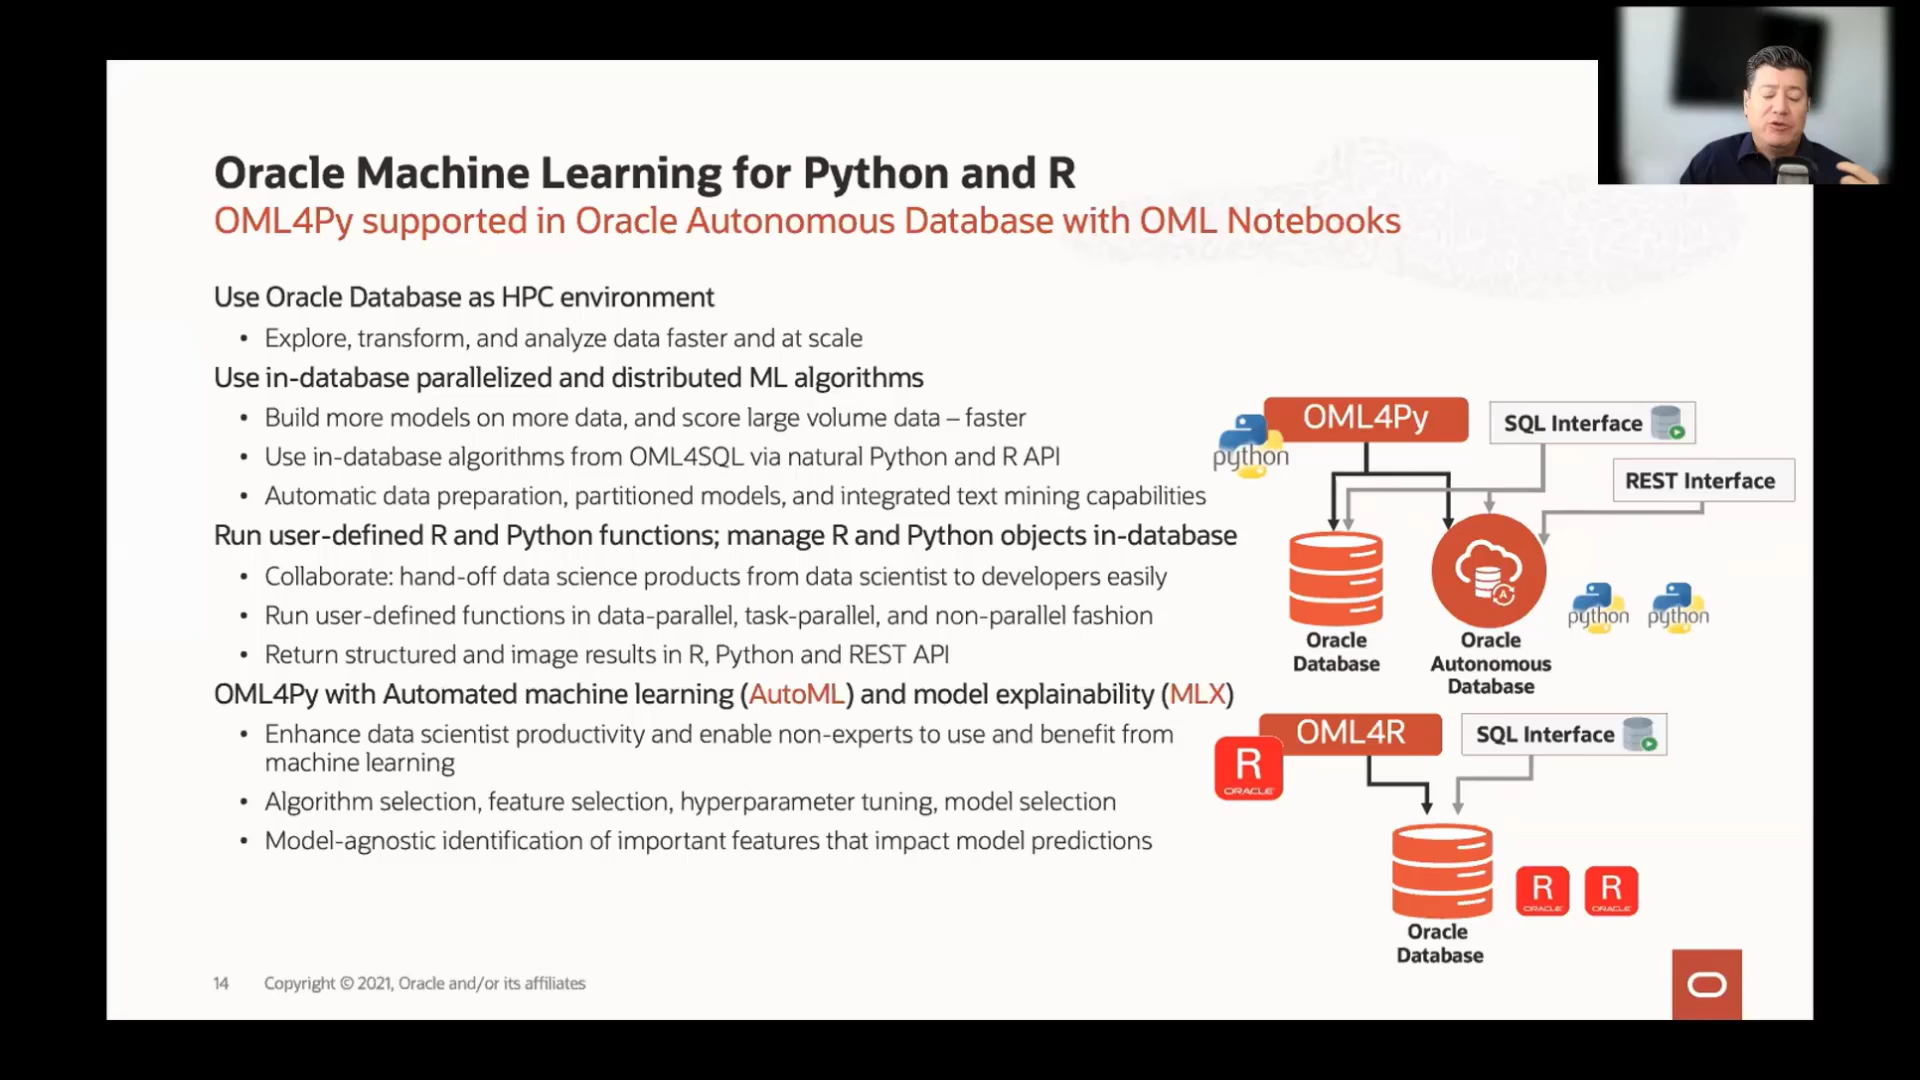 Oracle Machine Learning for Python and R
OML4Py supported in Oracle Autonomous Database with OML Notebooks
Use Oracle Database as HPC environment
• Explore, transform, and analyze data faster and at scale
Use in-database parallelized and distributed ML algorithms
• Build more models on more data, and score large volume data – faster
• Use in-database algorithms from OML4SQL via natural Python and R API
• Automatic data preparation, partitioned models, and integrated text mining capabilities
Run user-defined R and Python functions; manage R and Python objects in-database
• Collaborate: hand-off data science products from data scientist to developers easily
• Run user-defined functions in data-parallel, task-parallel, and non-parallel fashion
• Return structured and image results in R, Python and REST API
OML4Py with Automated machine learning (AutoML) and model explainability (MLX)
• Enhance data scientist productivity and enable non-experts to use and benefit from
machine learning
• Algorithm selection, feature selection, hyperparameter tuning, model selection
• Model-agnostic identification of important features that impact model predictions
OML4Py
SQL Interface
python
REST Interface
A
python
python
Oracle
Database
Oracle
Autonomous
Database
OML4R
SQL Interface
R
ORACLE
R
ORACLE
R
ORACLE
Oracle
Database
14
Copyright © 2021, Oracle and/or its affiliates